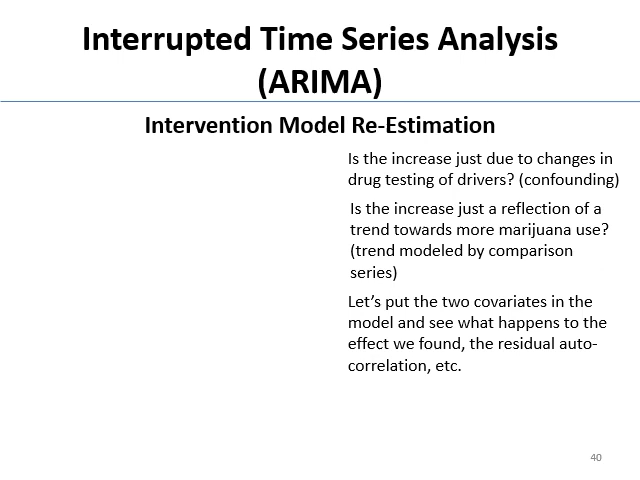 Interrupted Time Series Analysis
(ARIMA)
Intervention Model Re-Estimation
Is the increase just due to changes in
drug testing of drivers? (confounding)
Is the increase just a reflection of a
trend towards more marijuana use?
(trend modeled by comparison
series)
Let’s put the two covariates in the
model and see what happens to the
effect we found, the residual auto-
correlation, etc.
40